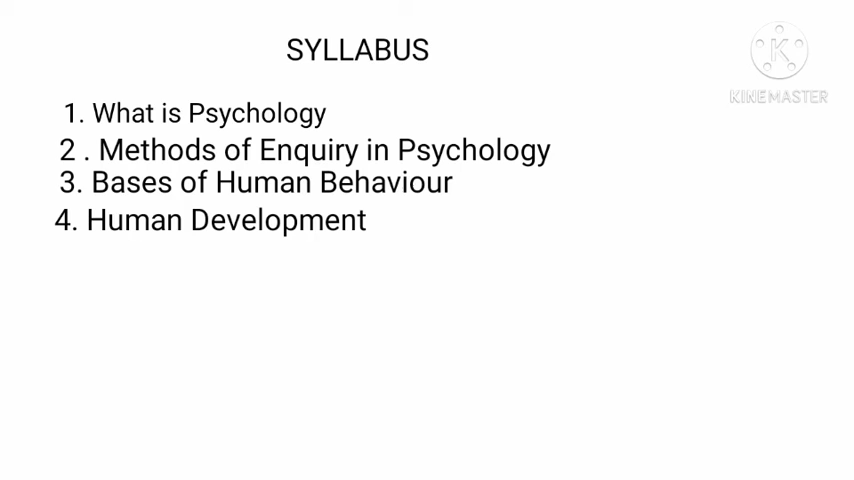 SYLLABUS
KINEMASTER
1. What is Psychology
2 . Methods of Enquiry in Psychology
3. Bases of Human Behaviour
4. Human Development